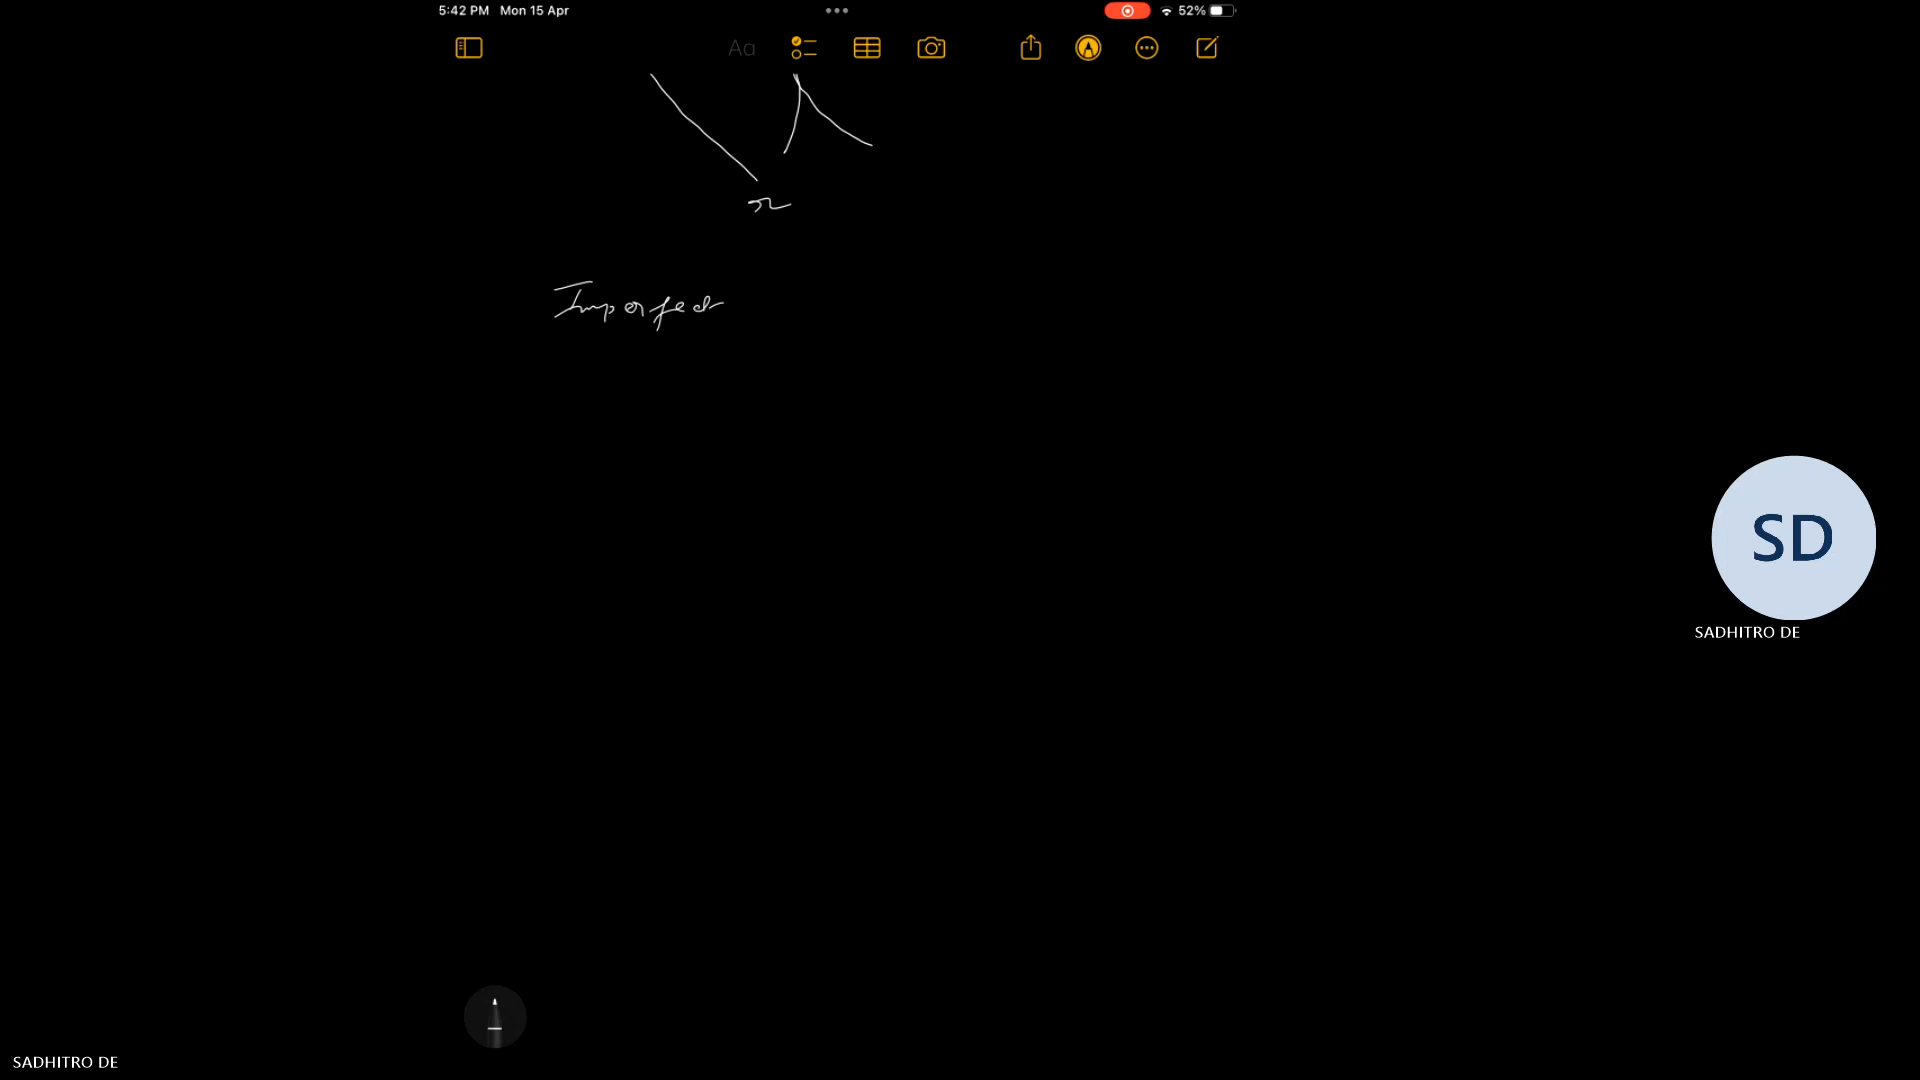 5:42 PM Mon 15 Apr
52%
Aa
x
Imperfect
SD
SADHITRO DE
SADHITRO DE